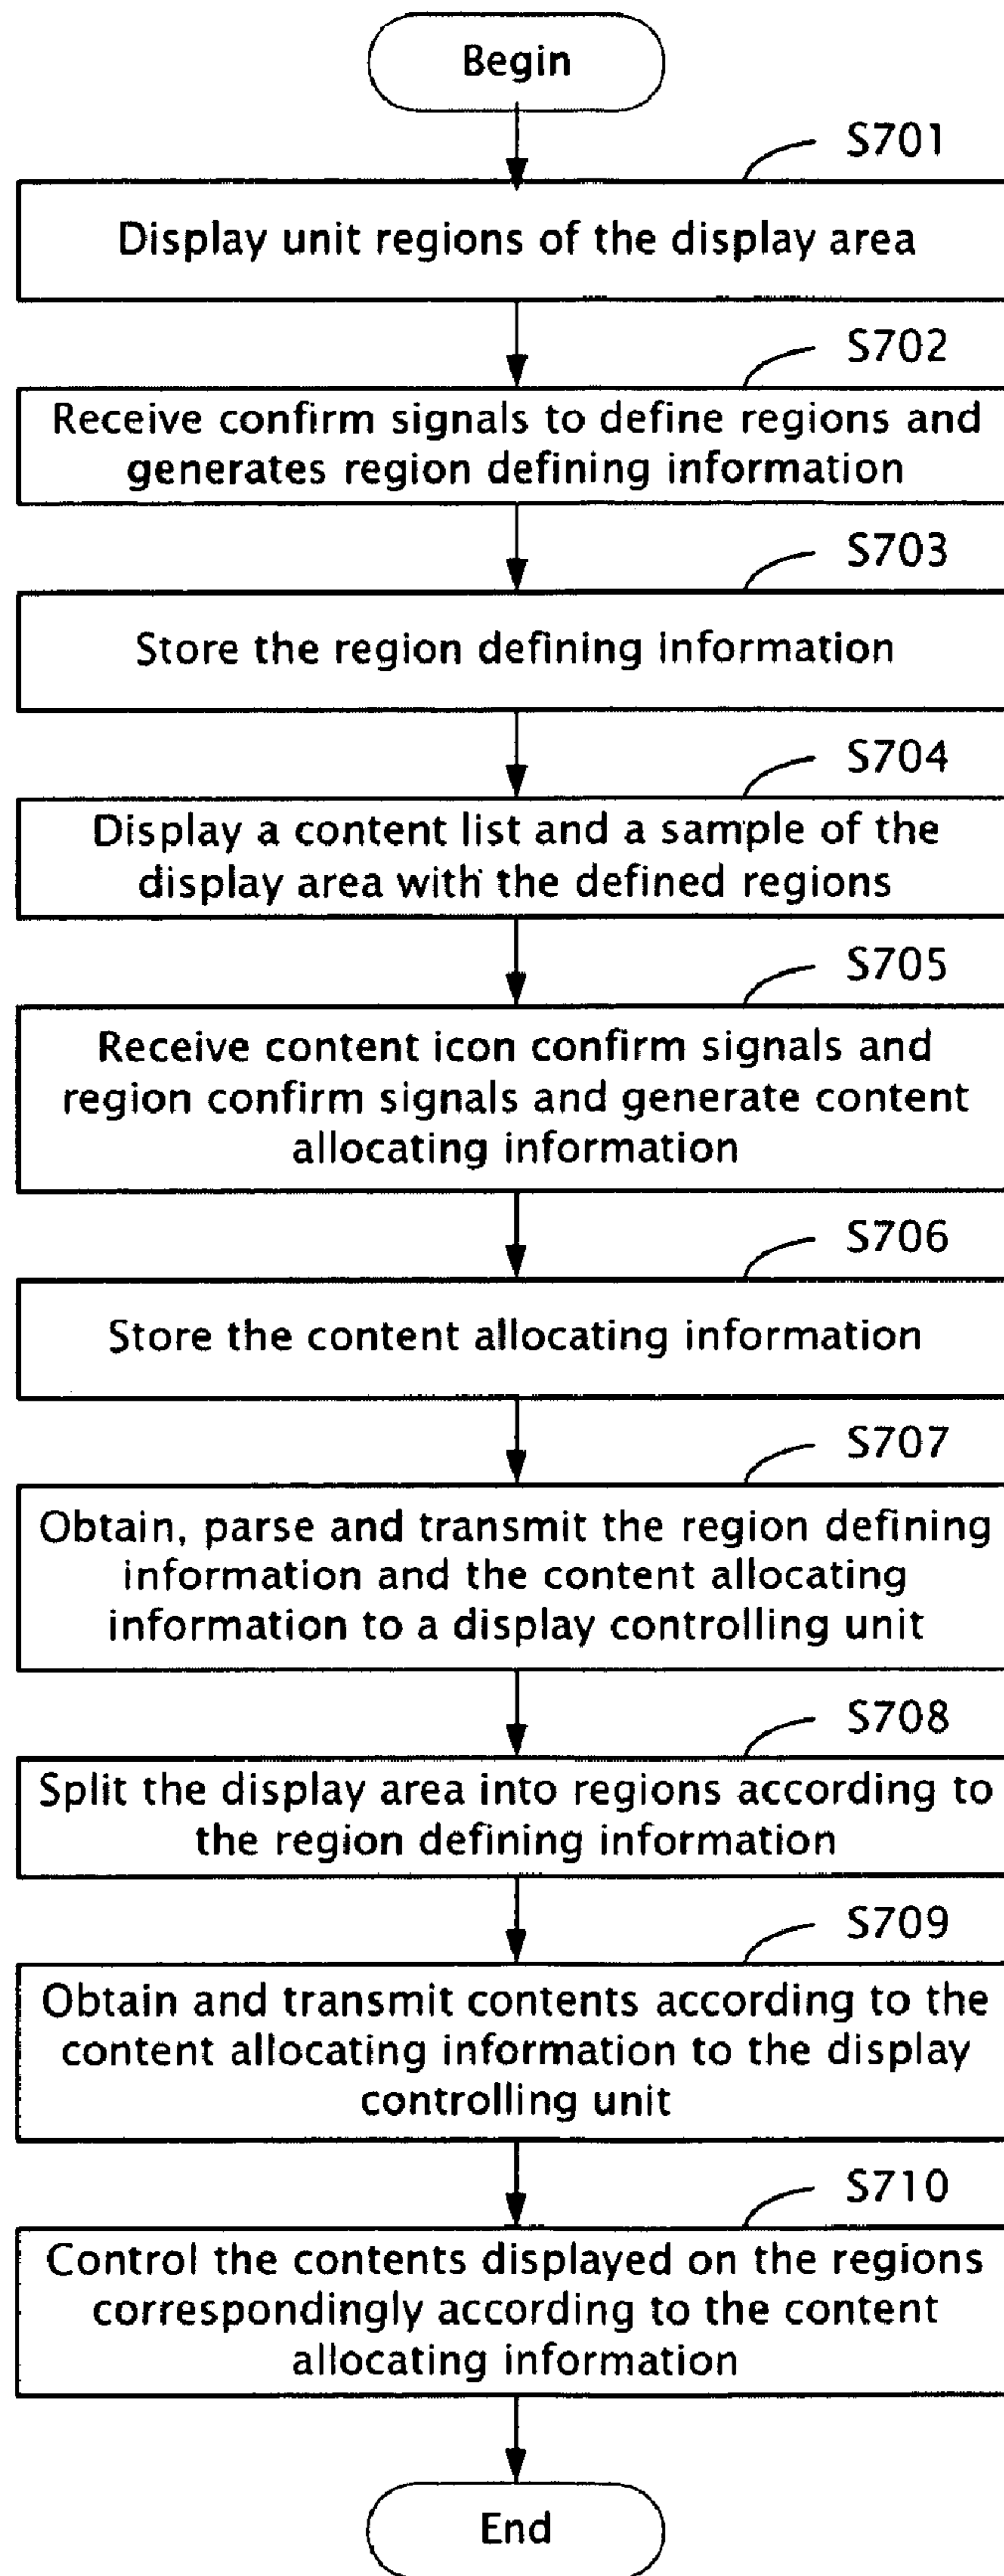 Begin
S701
Display unit regions of the display area
S702
Receive confirm signals to define regions and
generates region defining information
S703
Store the region defining information
S704
Display a content list and a sample of the
display area with the defined regions
S705
Receive content icon confirm signals and
region confirm signals and generate content
allocating information
S706
Store the content allocating information
S707
Obtain, parse and transmit the region defining
information and the content allocating
information to a display controlling unit
S708
Split the display area into regions according to
the region defining information
S709
Obtain and transmit contents according to the
content allocating information to the display
controlling unit
S710
Control the contents displayed on the regions
correspondingly according to the content
allocating information
End